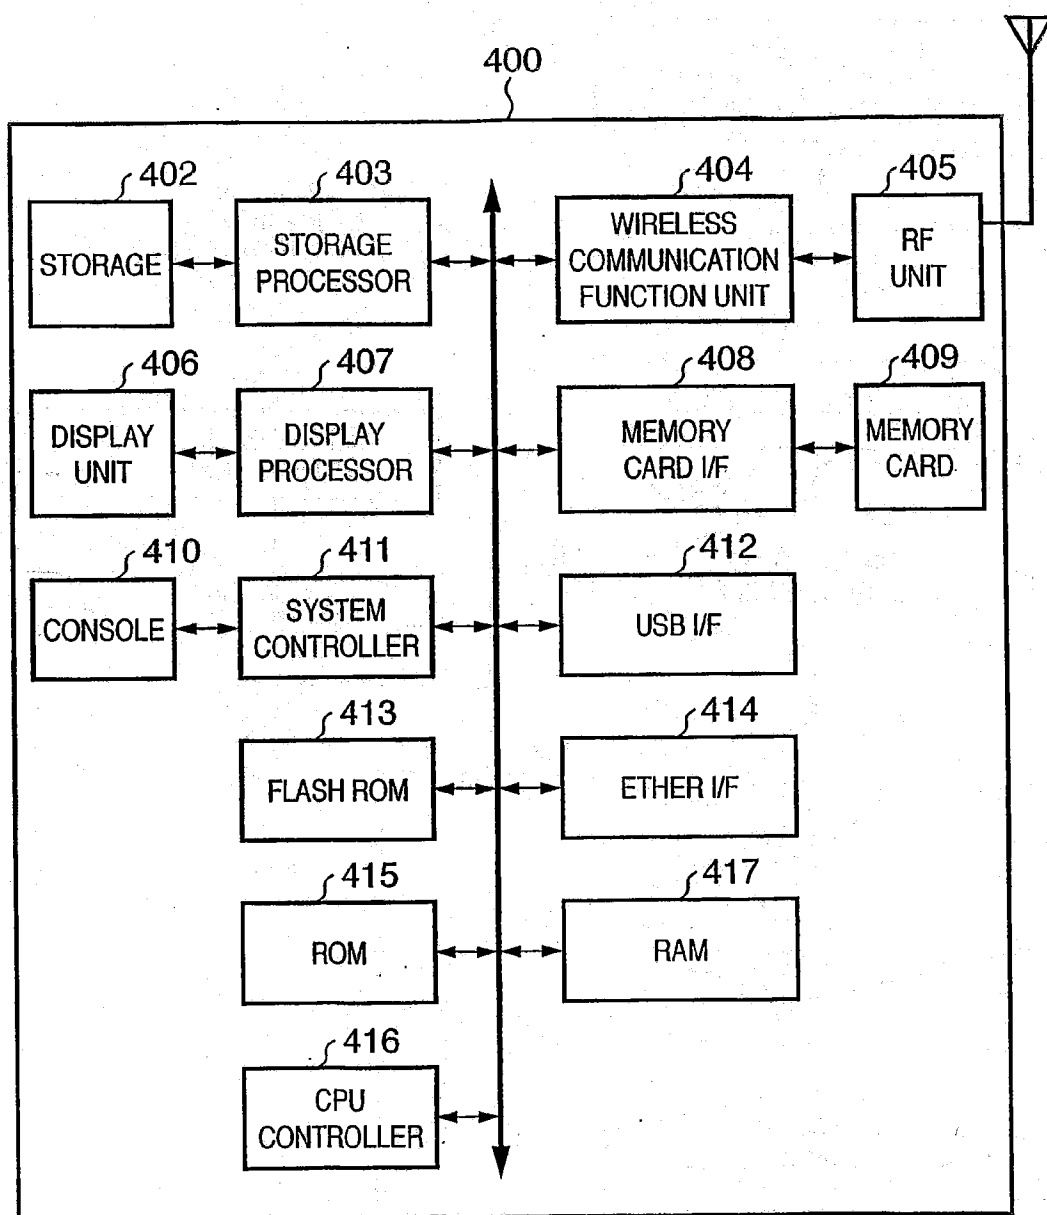 400
402
403
404
405
STORAGE
STORAGE
PROCESSOR
WIRELESS
COMMUNICATION
FUNCTION UNIT
RF
UNIT
406
407
408
409
DISPLAY
UNIT
DISPLAY
PROCESSOR
MEMORY
CARD I/F
MEMORY
CARD
410
411
412
CONSOLE
SYSTEM
CONTROLLER
USB I/F
413
414
FLASH ROM
ETHER I/F
415
417
ROM
RAM
416
CPU
CONTROLLER